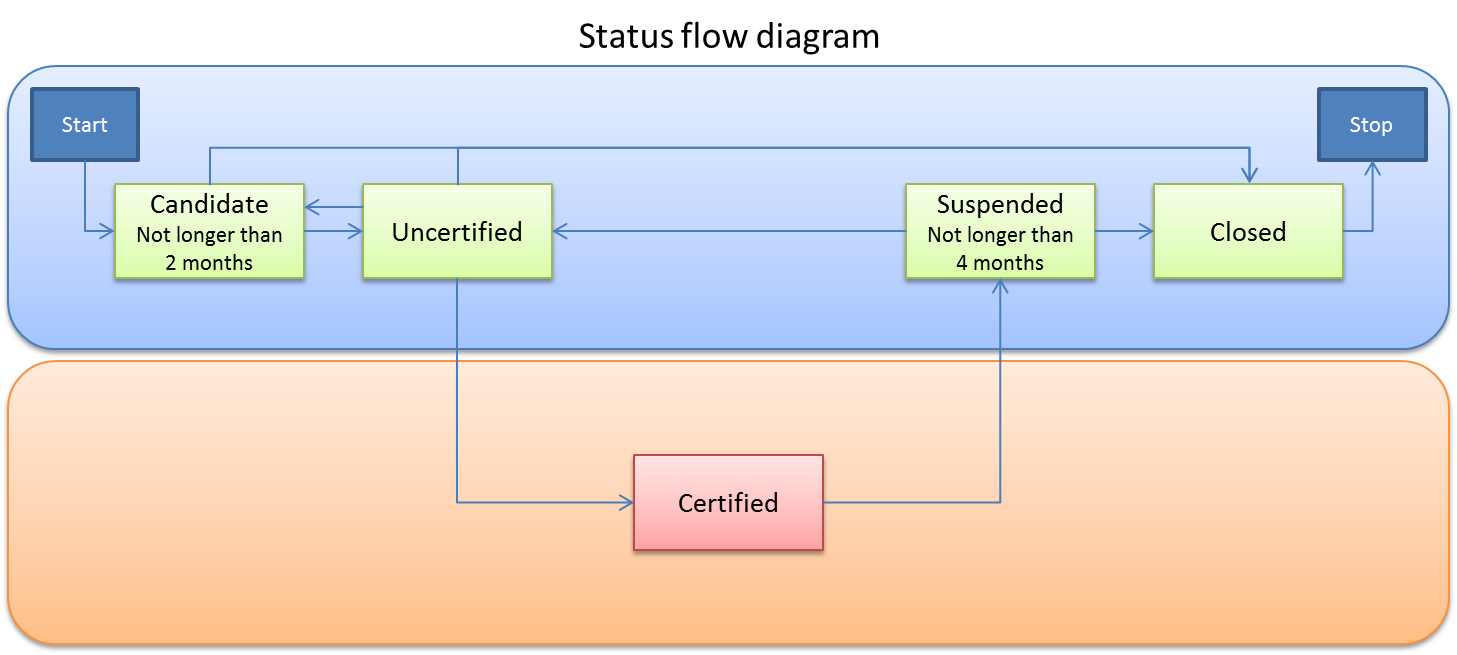 Status flow diagram
Start
Stop
Candidate
Not longer than
2 months
Uncertified
Suspended
Not longer than
4 months
Closed
Certified